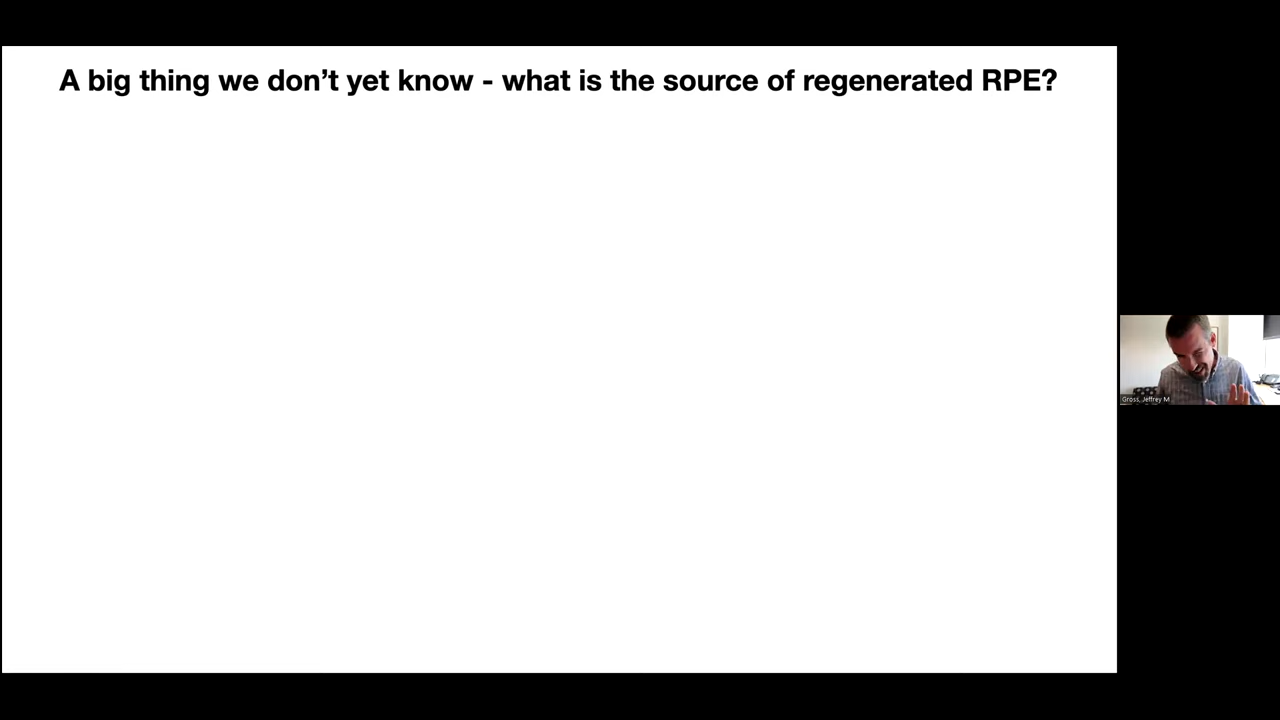 A big thing we don’t yet know - what is the source of regenerated RPE?
Gross, Jeffrey M